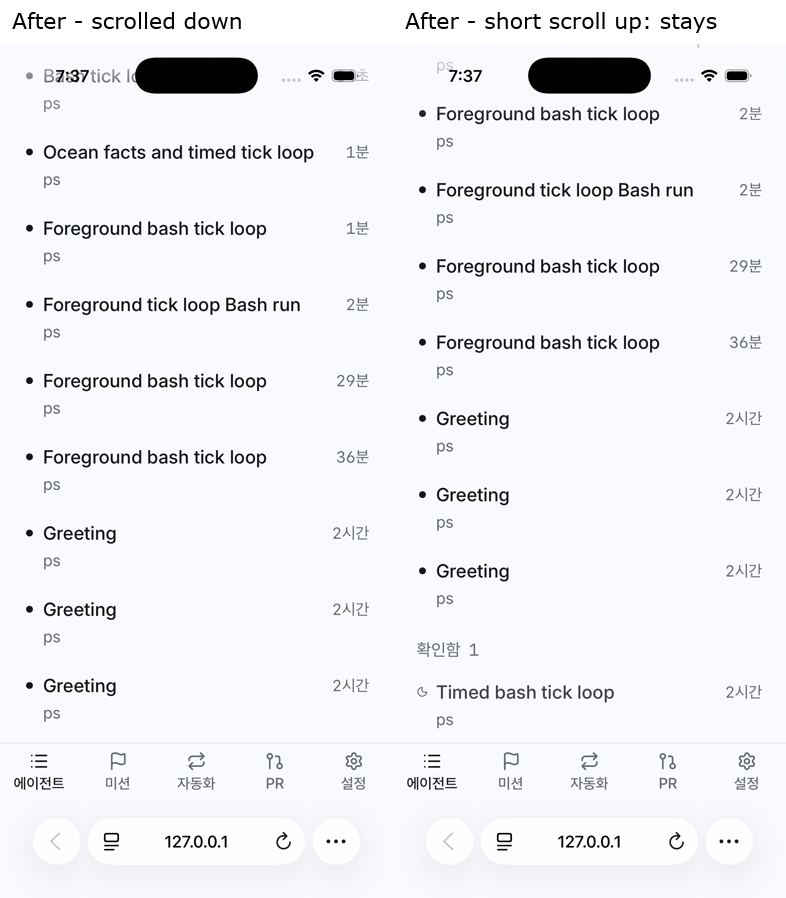 After - scrolled down
7:37
Bash tick
초
ps
Ocean facts and timed tick loop 1분
ps
Foreground bash tick loop 1분
ps
Foreground tick loop Bash run 2분
ps
Foreground bash tick loop 29분
ps
Foreground bash tick loop 36분
ps
Greeting 2시간
ps
Greeting 2시간
ps
Greeting 2시간
ps
에이전트 미션 자동화 PR 설정
127.0.0.1
After - short scroll up: stays
ps
7:37
Foreground bash tick loop 2분
ps
Foreground tick loop Bash run 2분
ps
Foreground bash tick loop 29분
ps
Foreground bash tick loop 36분
ps
Greeting 2시간
ps
Greeting 2시간
ps
Greeting 2시간
ps
확인함 1
Timed bash tick loop 2시간
ps
에이전트 미션 자동화 PR 설정
127.0.0.1